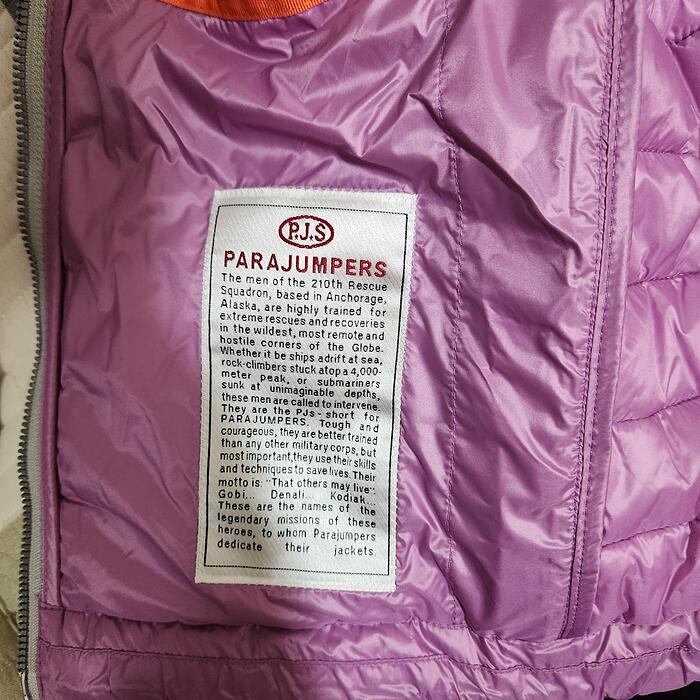 P.J.S
PARAJUMPERS
The men of the 210th Rescue
Squadron, based in Anchorage,
Alaska, are highly trained for
extreme rescues and recoveries
in the wildest, most remote and
hostile corners of the Globe.
Whether it be ships adrift at sea,
rock-climbers stuck atop a 4,000-
meter peak, or submariners
sunk at unimaginable depths,
these men are called to intervene.
They are the PJs - short for
PARAJUMPERS. Tough and
courageous, they are better trained
than any other military corps, but
most important, they use their skills
and techniques to save lives. Their
motto is: "That others may live".
Gobi... Denali... Kodiak...
These are the names of the
legendary missions of these
heroes, to whom Parajumpers
dedicate their jackets.